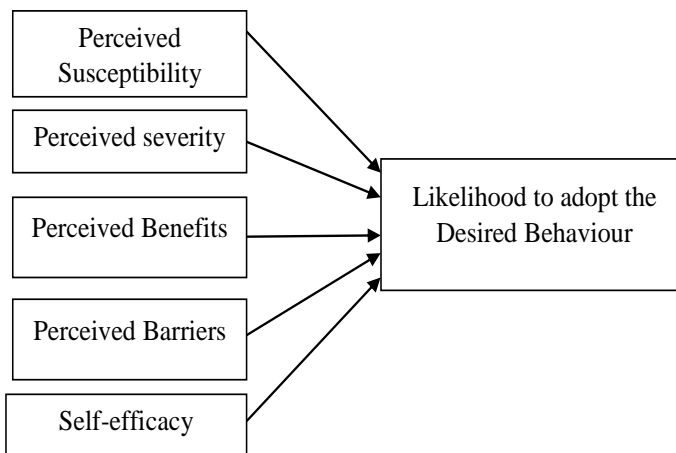 Perceived
Susceptibility
Perceived severity
Perceived Benefits
Perceived Barriers
Self-efficacy
Likelihood to adopt the
Desired Behaviour